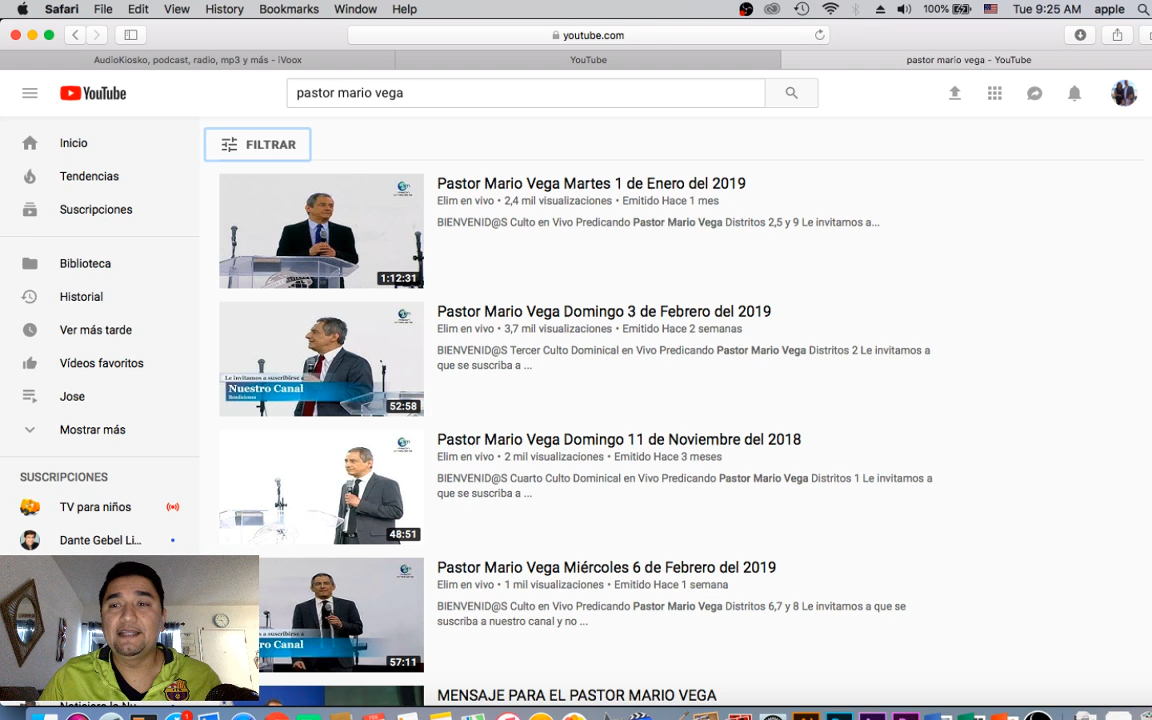 Safari File Edit View History Bookmarks Window Help 100% Tue 9:25 AM apple
youtube.com
AudioKiosko, podcast, radio, mp3 y más - iVoox YouTube pastor mario vega - YouTube
YouTube pastor mario vega
FILTRAR
Inicio
Tendencias
Suscripciones
Biblioteca
Historial
Ver más tarde
Vídeos favoritos
Jose
Mostrar más
SUSCRIPCIONES
TV para niños
Dante Gebel Li...
Pastor Mario Vega Martes 1 de Enero del 2019
Elim en vivo • 2,4 mil visualizaciones • Emitido Hace 1 mes
BIENVENID@S Culto en Vivo Predicando Pastor Mario Vega Distritos 2,5 y 9 Le invitamos a...
1:12:31
Pastor Mario Vega Domingo 3 de Febrero del 2019
Elim en vivo • 3,7 mil visualizaciones • Emitido Hace 2 semanas
BIENVENID@S Tercer Culto Dominical en Vivo Predicando Pastor Mario Vega Distritos 2 Le invitamos a
que se suscriba a ...
Le invitamos a suscribirse a
Nuestro Canal
52:58
Pastor Mario Vega Domingo 11 de Noviembre del 2018
Elim en vivo • 2 mil visualizaciones • Emitido Hace 3 meses
BIENVENID@S Cuarto Culto Dominical en Vivo Predicando Pastor Mario Vega Distritos 1 Le invitamos a
que se suscriba a ...
48:51
Pastor Mario Vega Miércoles 6 de Febrero del 2019
Elim en vivo • 1 mil visualizaciones • Emitido Hace 1 semana
BIENVENID@S Culto en Vivo Predicando Pastor Mario Vega Distritos 6,7 y 8 Le invitamos a que se
suscriba a nuestro canal y no ...
s a suscribirse a
ro Canal
57:11
MENSAJE PARA EL PASTOR MARIO VEGA